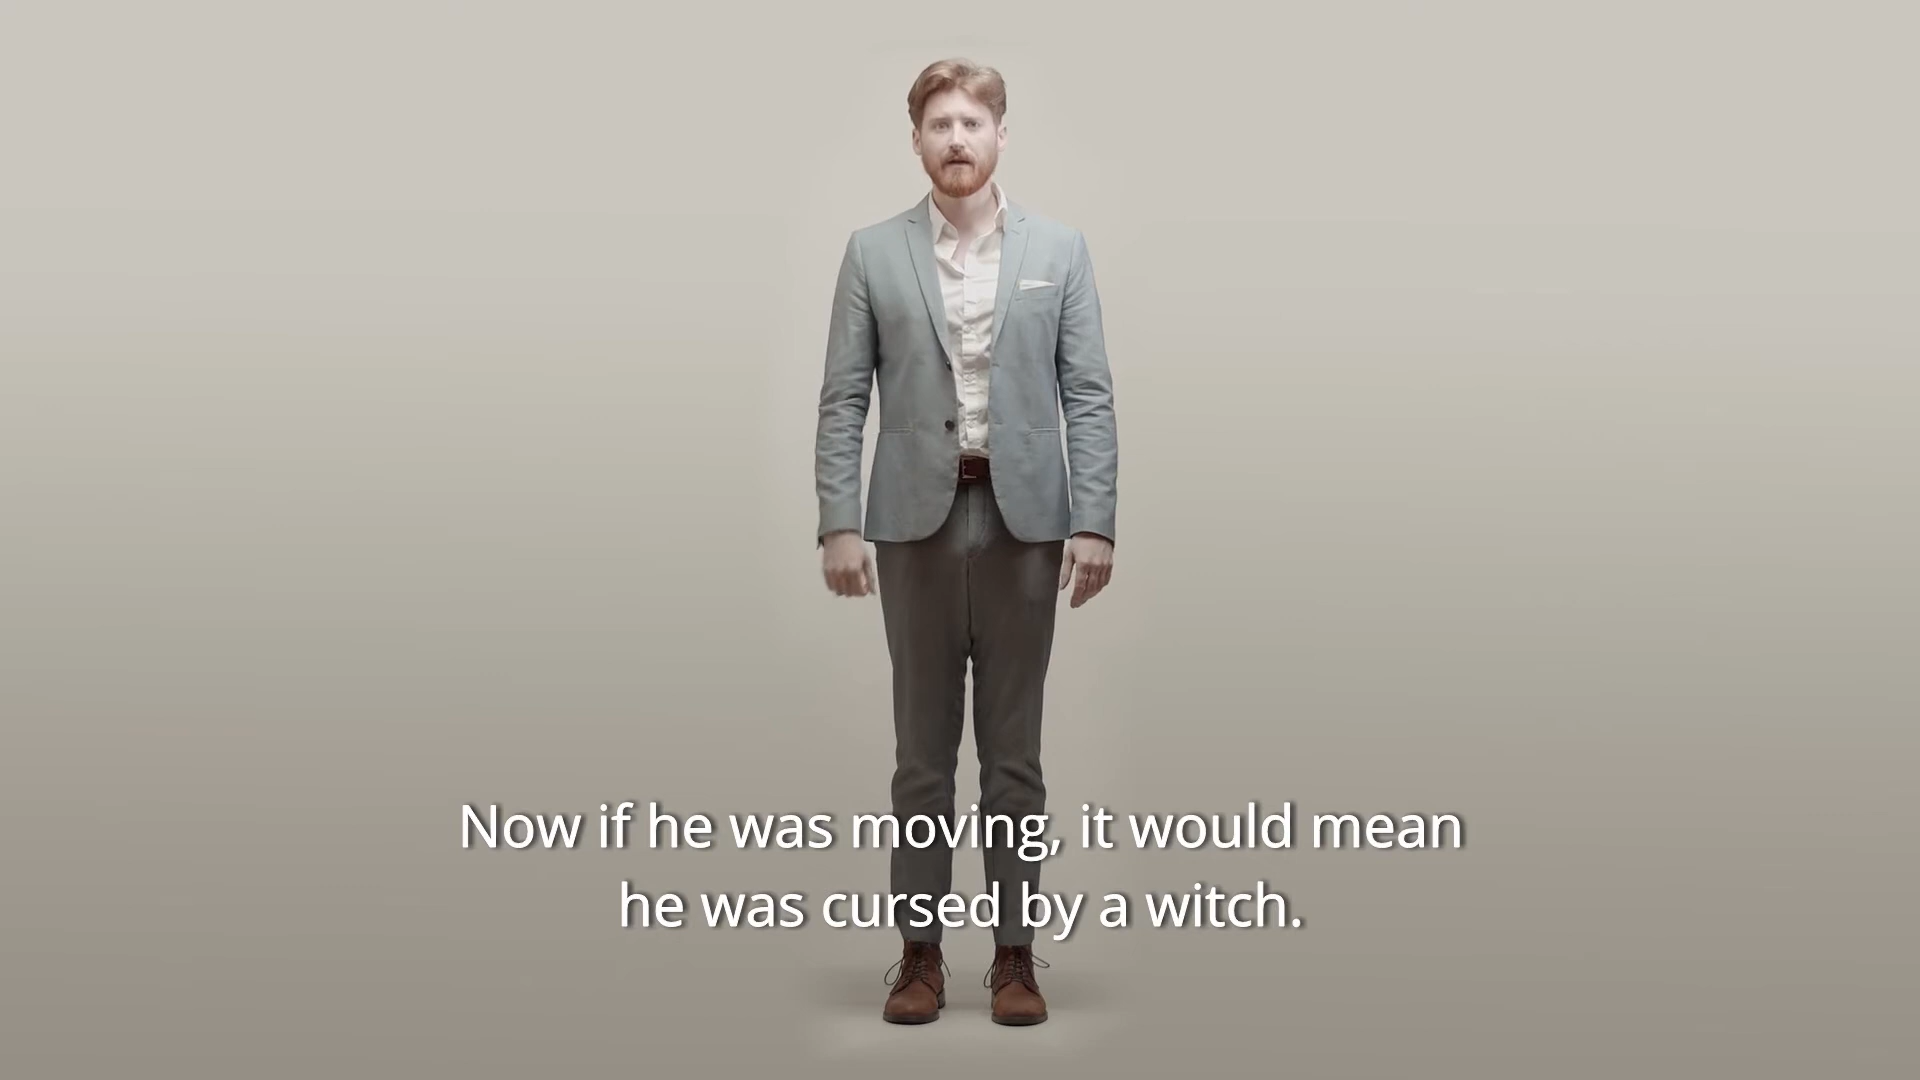 Now if he was moving, it would mean
he was cursed by a witch.